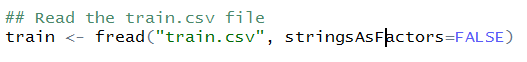 ## Read the train.csv file
train <- fread("train.csv", stringsAsFactors=FALSE)